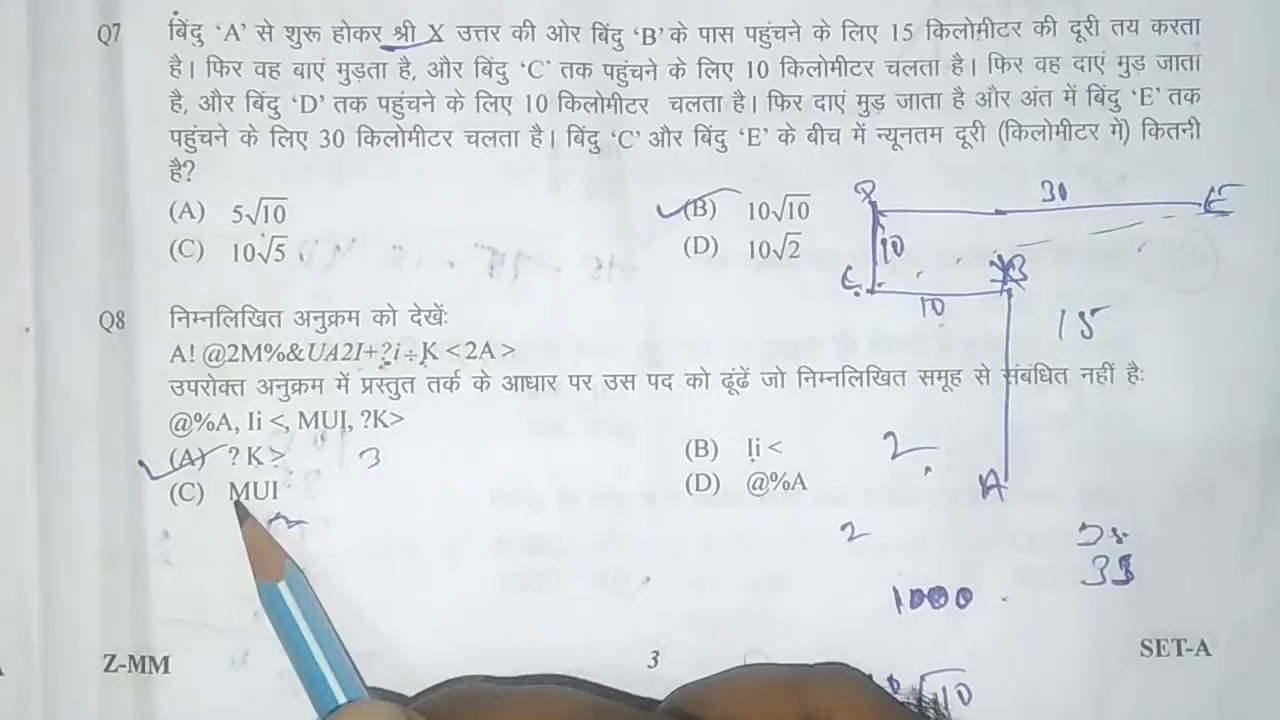 Q7 बिंदु 'A' से शुरू होकर श्री X उत्तर की ओर बिंदु 'B' के पास पहुंचने के लिए 15 किलोमीटर की दूरी तय करता
है। फिर वह बाएं मुड़ता है, और बिंदु 'C' तक पहुंचने के लिए 10 किलोमीटर चलता है। फिर वह दाएं मुड़ जाता
है, और बिंदु 'D' तक पहुंचने के लिए 10 किलोमीटर चलता है। फिर दाएं मुड़ जाता है और अंत में बिंदु 'E' तक
पहुंचने के लिए 30 किलोमीटर चलता है। बिंदु 'C' और बिंदु 'E' के बीच में न्यूनतम दूरी (किलोमीटर में) कितनी
है?
(A) 5√10 (B) 10√10
(C) 10√5 (D) 10√2
30 E
10
C B
10
15
Q8 निम्नलिखित अनुक्रम को देखेंः
A! @2M%&UA2I+?i÷K<2A>
उपरोक्त अनुक्रम में प्रस्तुत तर्क के आधार पर उस पद को ढूंढें जो निम्नलिखित समूह से संबंधित नहीं हैः
@%A, Ii <, MUI, ?K>
(A) ?K> 3 (B) Ii < 2
(C) MUI (D) @%A A
2
1000
√10
Z-MM 3 SET-A